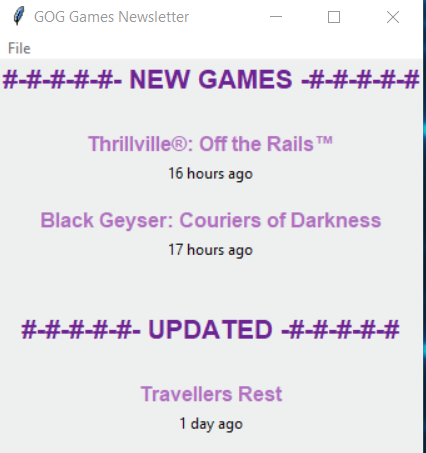 GOG Games Newsletter
File
#-#-#-#-#- NEW GAMES -#-#-#-#-#
Thrillville®: Off the Rails™
16 hours ago
Black Geyser: Couriers of Darkness
17 hours ago
#-#-#-#-#- UPDATED -#-#-#-#-#
Travellers Rest
1 day ago